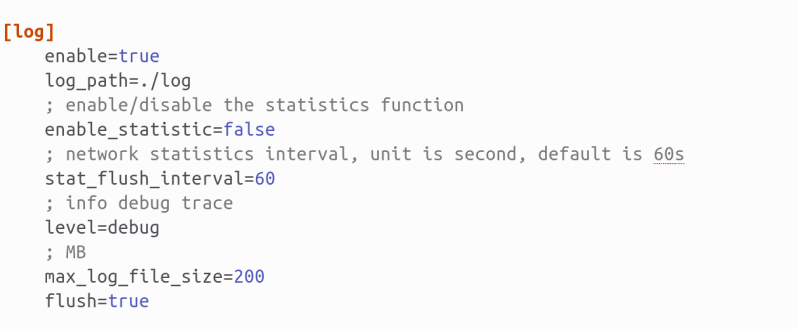 [log]
enable=true
log_path=./log
; enable/disable the statistics function
enable_statistic=false
; network statistics interval, unit is second, default is 60s
stat_flush_interval=60
; info debug trace
level=debug
; MB
max_log_file_size=200
flush=true